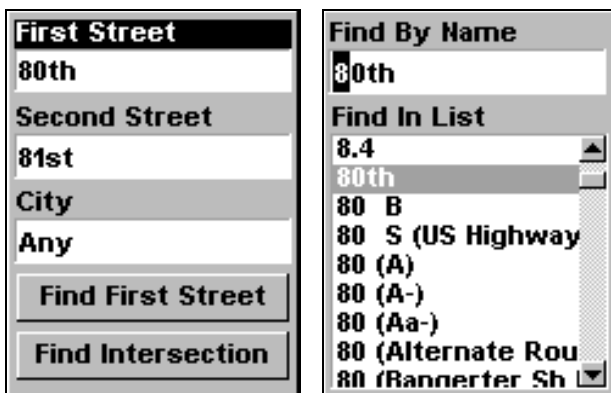 First Street
80th
Second Street
81st
City
Any
Find First Street
Find Intersection
Find By Name
80th
Find In List
8.4
80th
80 B
80 S (US Highway
80 (A)
80 (A-)
80 (Aa-)
80 (Alternate Rou
80 (Bangerter Sh